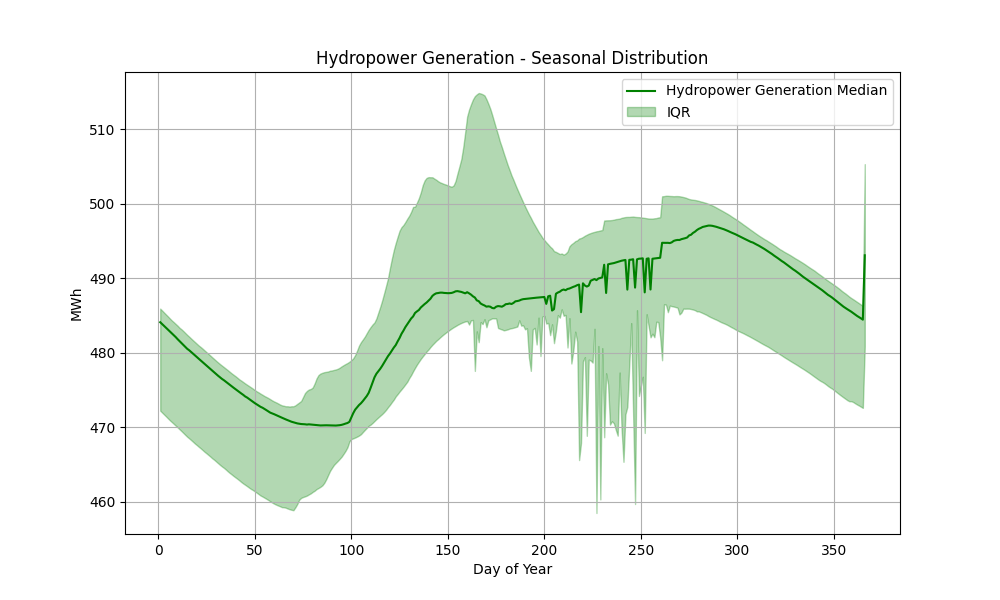 Hydropower Generation - Seasonal Distribution
Hydropower Generation Median
IQR
MWh
510
500
490
480
470
460
0 50 100 150 200 250 300 350
Day of Year